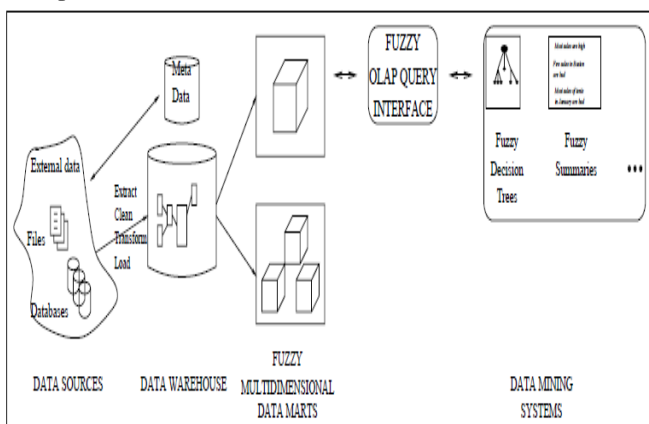 Meta
Data
External data
Files
Databases
Extract
Clean
Transform
Load
FUZZY
OLAP QUERY
INTERFACE
Most sales are high
Few sales in Boston
are bad
Most sales of tents
in January are bad
Fuzzy
Decision
Trees
Fuzzy
Summaries
DATA SOURCES
DATA WAREHOUSE
FUZZY
MULTIDIMENSIONAL
DATA MARTS
DATA MINING
SYSTEMS